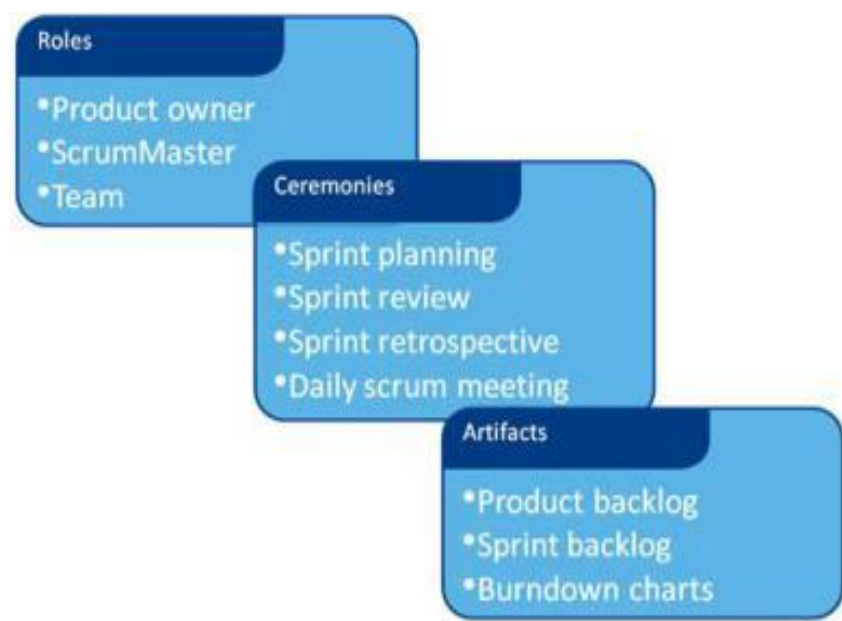 Roles
•Product owner
•ScrumMaster
•Team
Ceremonies
•Sprint planning
•Sprint review
•Sprint retrospective
•Daily scrum meeting
Artifacts
•Product backlog
•Sprint backlog
•Burndown charts